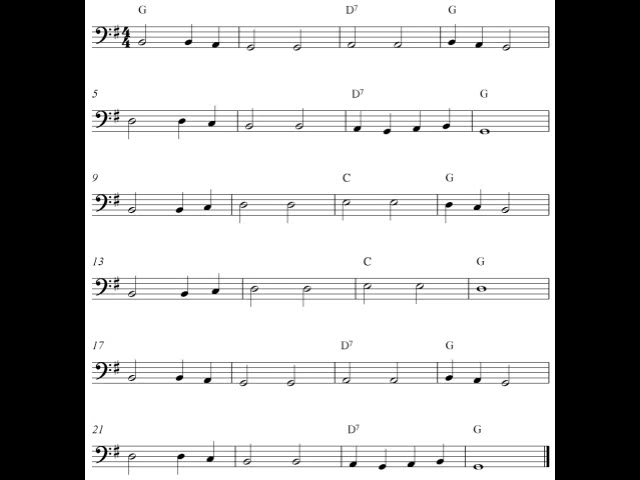 G D7 G
5 D7 G
9 C G
13 C G
17 D7 G
21 D7 G